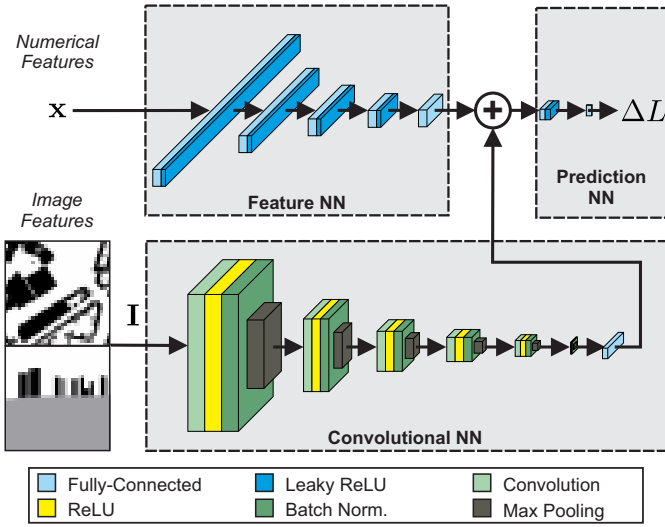 Numerical
Features
x
Feature NN
+
ΔL
Prediction
NN
Image
Features
I
Convolutional NN
Fully-Connected
Leaky ReLU
Convolution
ReLU
Batch Norm.
Max Pooling